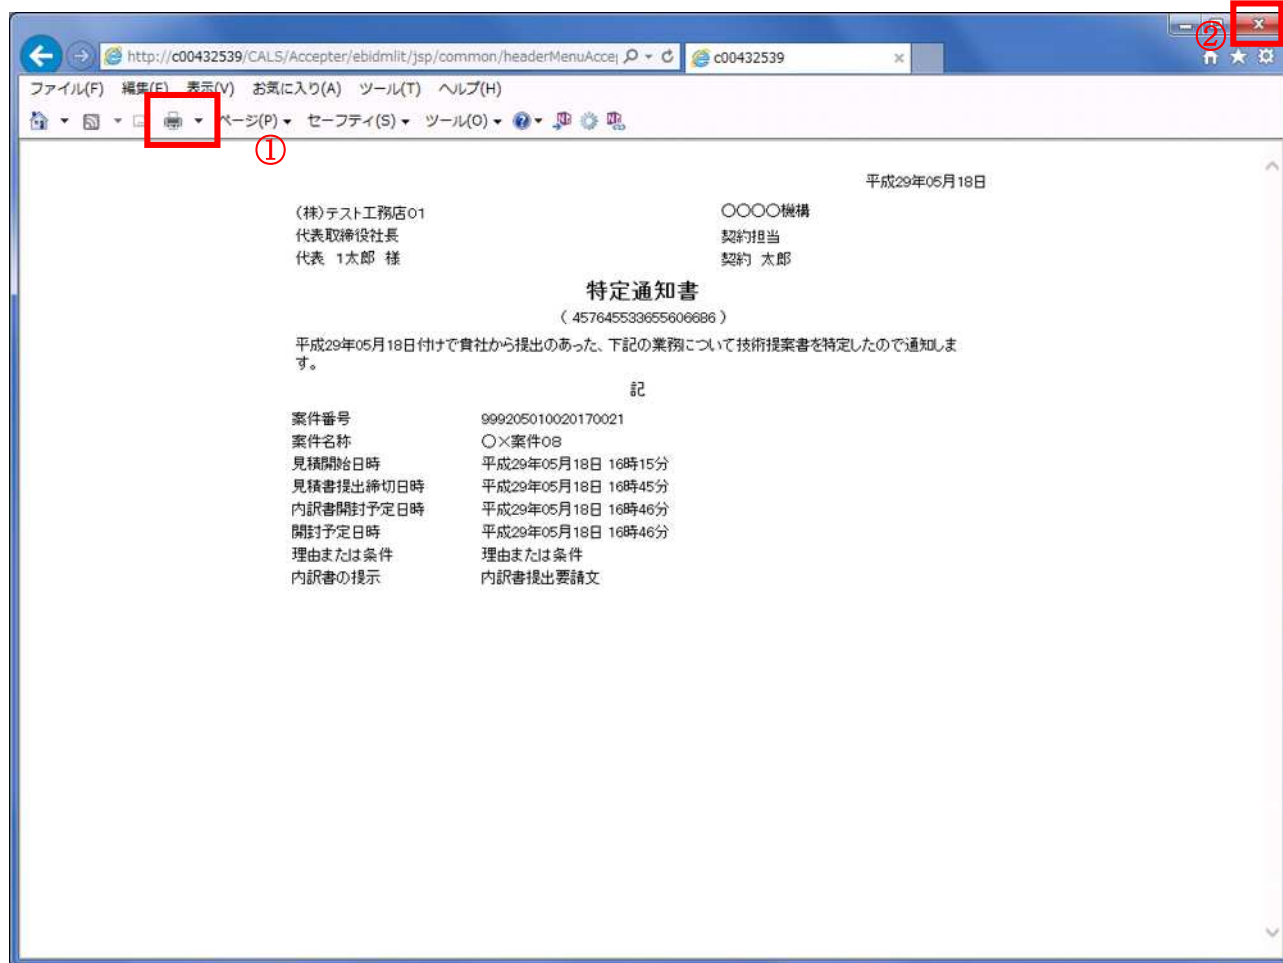 ②
http://c00432539/CALS/Accepter/ebidmlit/jsp/common/headerMenuAcce
c00432539
ファイル(F) 編集(E) 表示(V) お気に入り(A) ツール(T) ヘルプ(H)
ページ(P) セーフティ(S) ツール(O)
①
平成29年05月18日
(株)テスト工務店01
〇〇〇〇機構
代表取締役社長
契約担当
代表 1太郎 様
契約 太郎
特定通知書
( 457645533655606686 )
平成29年05月18日付けで貴社から提出のあった、下記の業務について技術提案書を特定したので通知しま
す。
記
案件番号 999205010020170021
案件名称 〇×案件08
見積開始日時 平成29年05月18日 16時15分
見積書提出締切日時 平成29年05月18日 16時45分
内訳書開封予定日時 平成29年05月18日 16時46分
開封予定日時 平成29年05月18日 16時46分
理由または条件 理由または条件
内訳書の提示 内訳書提出要請文